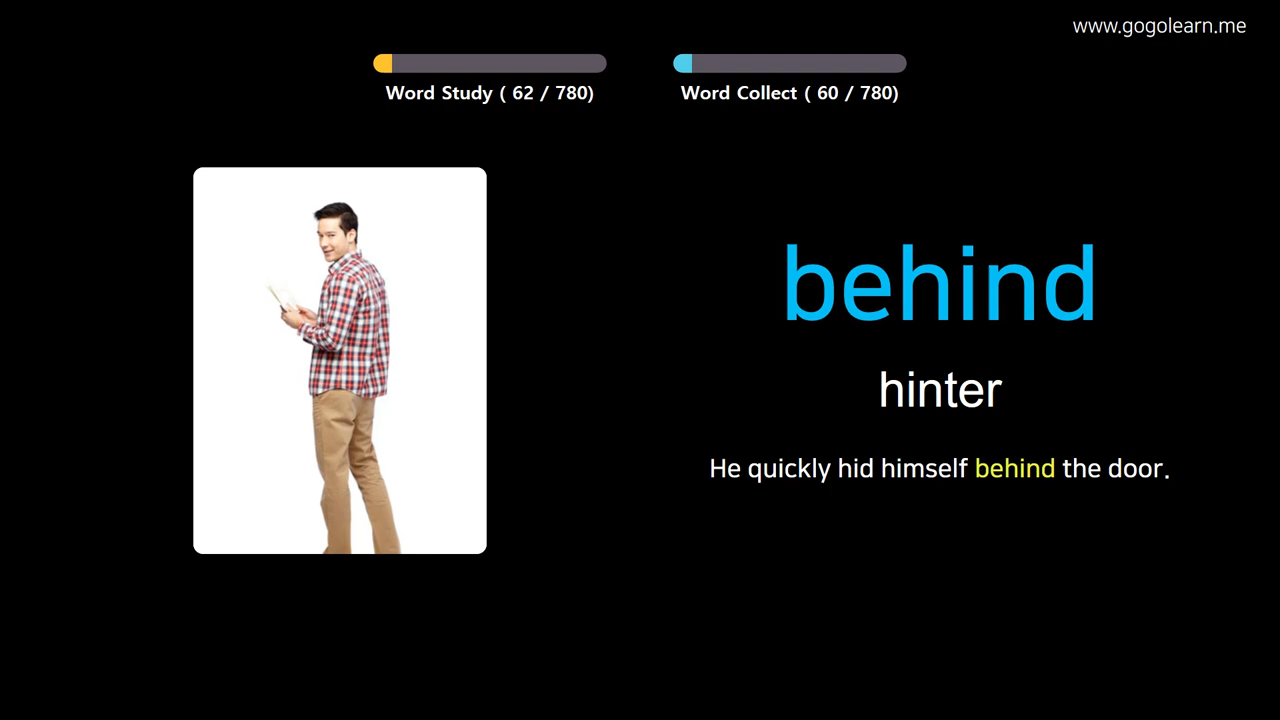 www.gogolearn.me
Word Study ( 62 / 780)
Word Collect ( 60 / 780)
behind
hinter
He quickly hid himself behind the door.